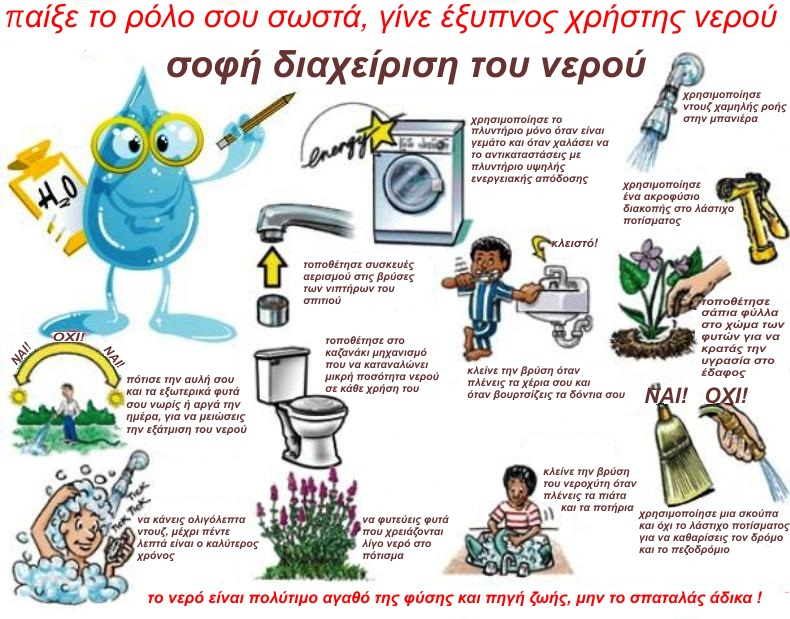 παίξε το ρόλο σου σωστά, γίνε έξυπνος χρήστης νερού
σοφή διαχείριση του νερού
H2O
energy
χρησιμοποίησε το
πλυντήριο μόνο όταν είναι
γεμάτο και όταν χαλάσει να
το αντικαταστάσεις με
πλυντήριο υψηλής
ενεργειακής απόδοσης
χρησιμοποίησε
ντουζ χαμηλής ροής
στην μπανιέρα
χρησιμοποίησε
ένα ακροφύσιο
διακοπής στο λάστιχο
ποτίσματος
τοποθέτησε συσκευές
αερισμού στις βρύσες
των νιπτήρων του
σπιτιού
κλειστό!
τοποθέτησε
σάπια φύλλα
στο χώμα των
φυτών για να
κρατάς την
υγρασία στο
έδαφος
ΝΑΙ!
ΟΧΙ!
ΝΑΙ!
πότισε την αυλή σου
και τα εξωτερικά φυτά
σου νωρίς ή αργά την
ημέρα, για να μειώσεις
την εξάτμιση του νερού
τοποθέτησε στο
καζανάκι μηχανισμό
που να καταναλώνει
μικρή ποσότητα νερού
σε κάθε χρήση του
κλείνε την βρύση όταν
πλένεις τα χέρια σου και
όταν βουρτσίζεις τα δόντια σου
ΝΑΙ! ΟΧΙ!
TICK
TICK
TICK
να κάνεις ολιγόλεπτα
ντουζ, μέχρι πέντε
λεπτά είναι ο καλύτερος
χρόνος
να φυτεύεις φυτά
που χρειάζονται
λίγο νερό στο
πότισμα
κλείνε την βρύση
του νεροχύτη όταν
πλένεις τα πιάτα
και τα ποτήρια
χρησιμοποίησε μια σκούπα
και όχι το λάστιχο ποτίσματος
για να καθαρίσεις τον δρόμο
και το πεζοδρόμιο
το νερό είναι πολύτιμο αγαθό της φύσης και πηγή ζωής, μην το σπαταλάς άδικα !